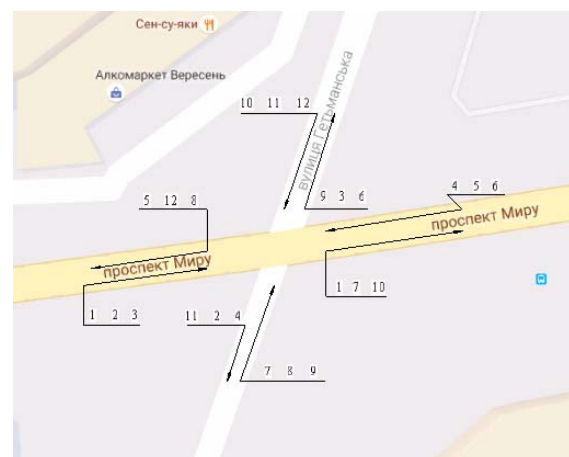 Сен-су-яки
Алкомаркет Вересень
10 11 12
вулиця Гетьманська
9 3 6
4 5 6
5 12 8
проспект Миру
проспект Миру
1 2 3
11 2 4
1 7 10
7 8 9